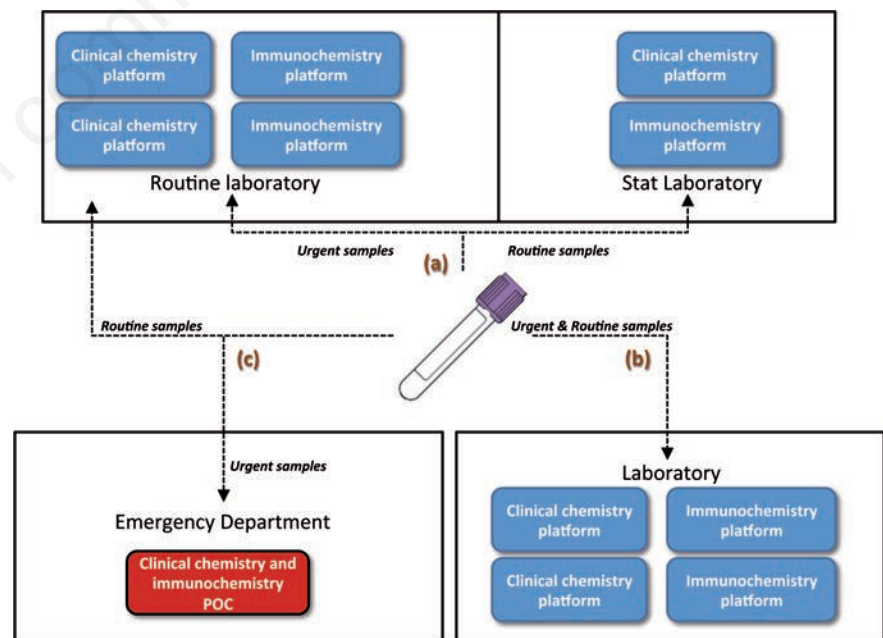 Clinical chemistry
platform
Immunochemistry
platform
Clinical chemistry
platform
Clinical chemistry
platform
Immunochemistry
platform
Immunochemistry
platform
Routine laboratory
Stat Laboratory
Urgent samples
Routine samples
(a)
Routine samples
Urgent & Routine samples
(c)
(b)
Urgent samples
Laboratory
Emergency Department
Clinical chemistry
platform
Immunochemistry
platform
Clinical chemistry and
immunochemistry
POC
Clinical chemistry
platform
Immunochemistry
platform